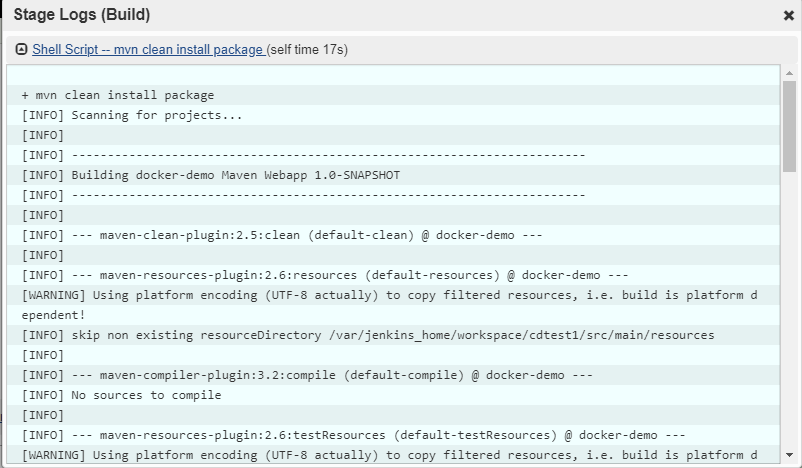 Stage Logs (Build)
Shell Script -- mvn clean install package (self time 17s)
+ mvn clean install package
[INFO] Scanning for projects...
[INFO]
[INFO] ------------------------------------------------------------------------
[INFO] Building docker-demo Maven Webapp 1.0-SNAPSHOT
[INFO] ------------------------------------------------------------------------
[INFO]
[INFO] --- maven-clean-plugin:2.5:clean (default-clean) @ docker-demo ---
[INFO]
[INFO] --- maven-resources-plugin:2.6:resources (default-resources) @ docker-demo ---
[WARNING] Using platform encoding (UTF-8 actually) to copy filtered resources, i.e. build is platform d
ependent!
[INFO] skip non existing resourceDirectory /var/jenkins_home/workspace/cdtest1/src/main/resources
[INFO]
[INFO] --- maven-compiler-plugin:3.2:compile (default-compile) @ docker-demo ---
[INFO] No sources to compile
[INFO]
[INFO] --- maven-resources-plugin:2.6:testResources (default-testResources) @ docker-demo ---
[WARNING] Using platform encoding (UTF-8 actually) to copy filtered resources, i.e. build is platform d